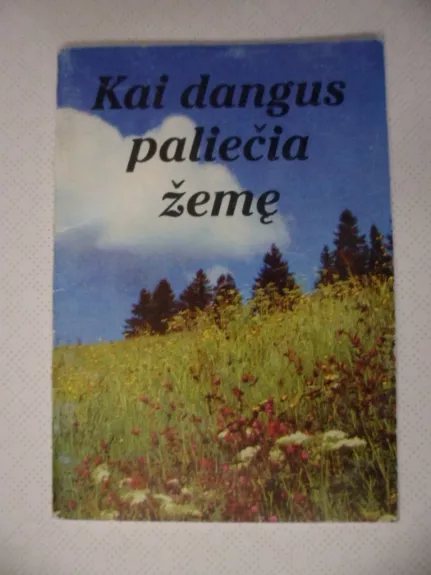 Kai dangus
paliečia
žemę